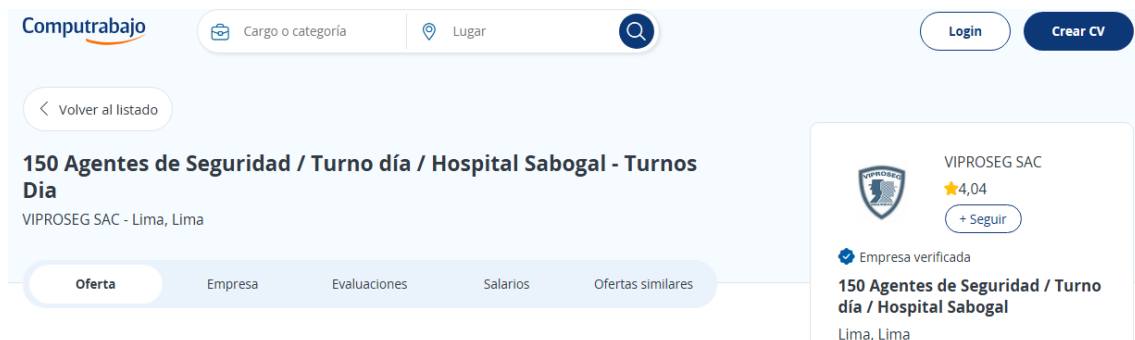 Computrabajo
Cargo o categoría
Lugar
Login
Crear CV
Volver al listado
150 Agentes de Seguridad / Turno día / Hospital Sabogal - Turnos
Dia
VIPROSEG SAC - Lima, Lima
Oferta
Empresa
Evaluaciones
Salarios
Ofertas similares
VIPROSEG
VIPROSEG SAC
4,04
+ Seguir
Empresa verificada
150 Agentes de Seguridad / Turno
día / Hospital Sabogal
Lima, Lima